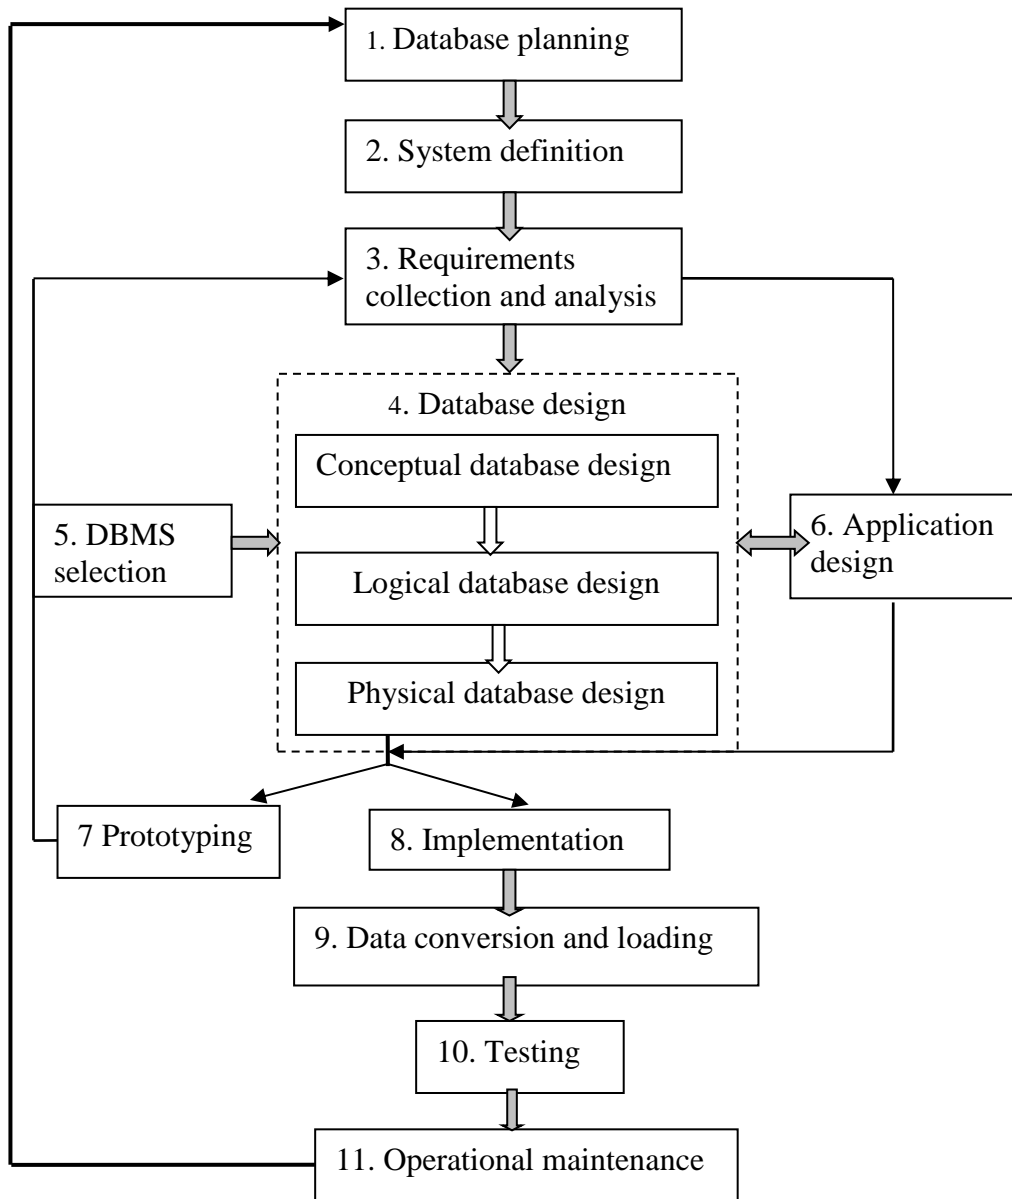 1. Database planning
2. System definition
3. Requirements
collection and analysis
4. Database design
Conceptual database design
5. DBMS
selection
6. Application
design
Logical database design
Physical database design
7 Prototyping
8. Implementation
9. Data conversion and loading
10. Testing
11. Operational maintenance